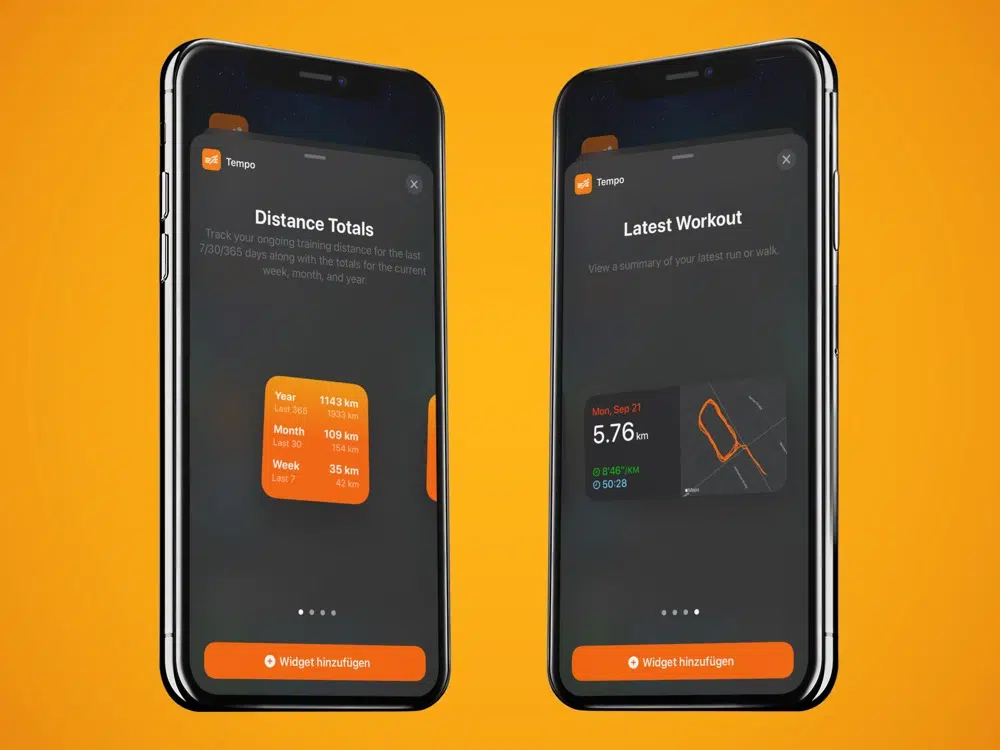 Tempo
Distance Totals
Track your ongoing training distance for the last
7/30/365 days along with the totals for the current
week, month, and year.
Year 1143 km
Last 365 1933 km
Month 109 km
Last 30 154 km
Week 35 km
Last 7 42 km
Widget hinzufügen
Tempo
Latest Workout
View a summary of your latest run or walk.
Mon, Sep 21
5.76 km
8'46"/KM
50:28
Maps
Widget hinzufügen